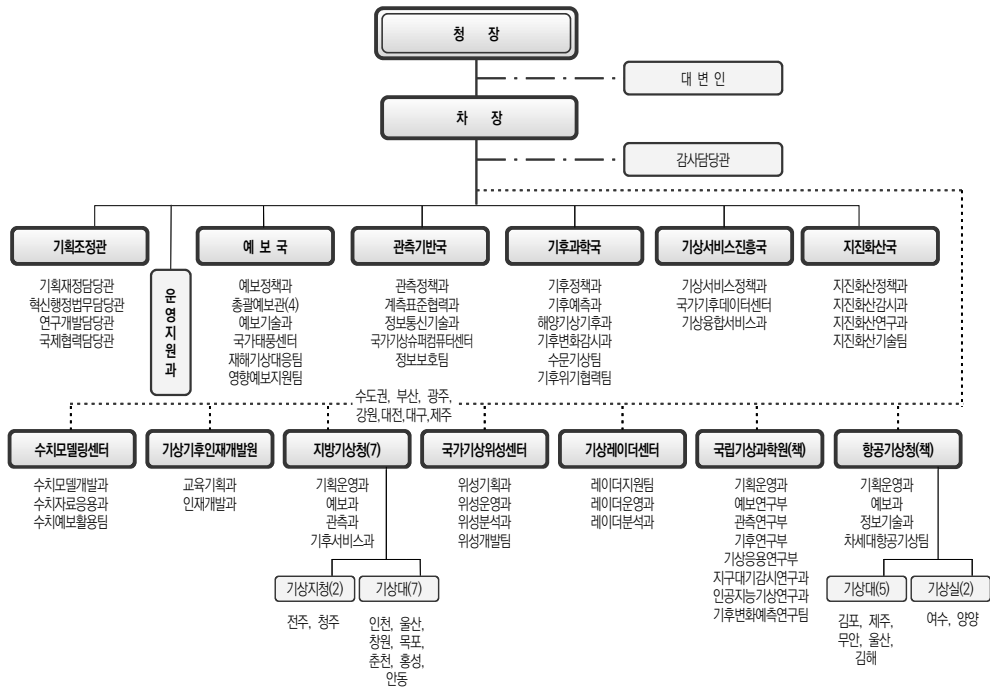 청 장
대 변 인
차 장
감사담당관
기획조정관
기획재정담당관
혁신행정법무담당관
연구개발담당관
국제협력담당관
운영지원과
예 보 국
예보정책과
총괄예보관(4)
예보기술과
국가태풍센터
재해기상대응팀
영향예보지원팀
관측기반국
관측정책과
계측표준협력과
정보통신기술과
국가기상슈퍼컴퓨터센터
정보보호팀
기후과학국
기후정책과
기후예측과
해양기상기후과
기후변화감시과
수문기상팀
기후위기협력팀
기상서비스진흥국
기상서비스정책과
국가기후데이터센터
기상융합서비스과
지진화산국
지진화산정책과
지진화산감시과
지진화산연구과
지진화산기술팀
수도권, 부산, 광주,
강원,대전,대구,제주
수치모델링센터
수치모델개발과
수치자료응용과
수치예보활용팀
기상기후인재개발원
교육기획과
인재개발과
지방기상청(7)
기획운영과
예보과
관측과
기후서비스과
기상지청(2)
전주, 청주
기상대(7)
인천, 울산,
창원, 목포,
춘천, 홍성,
안동
국가기상위성센터
위성기획과
위성운영과
위성분석과
위성개발팀
기상레이더센터
레이더지원팀
레이더운영과
레이더분석과
국립기상과학원(책)
기획운영과
예보연구부
관측연구부
기후연구부
기상응용연구부
지구대기감시연구과
인공지능기상연구과
기후변화예측연구팀
항공기상청(책)
기획운영과
예보과
정보기술과
차세대항공기상팀
기상대(5)
김포, 제주,
무안, 울산,
김해
기상실(2)
여수, 양양